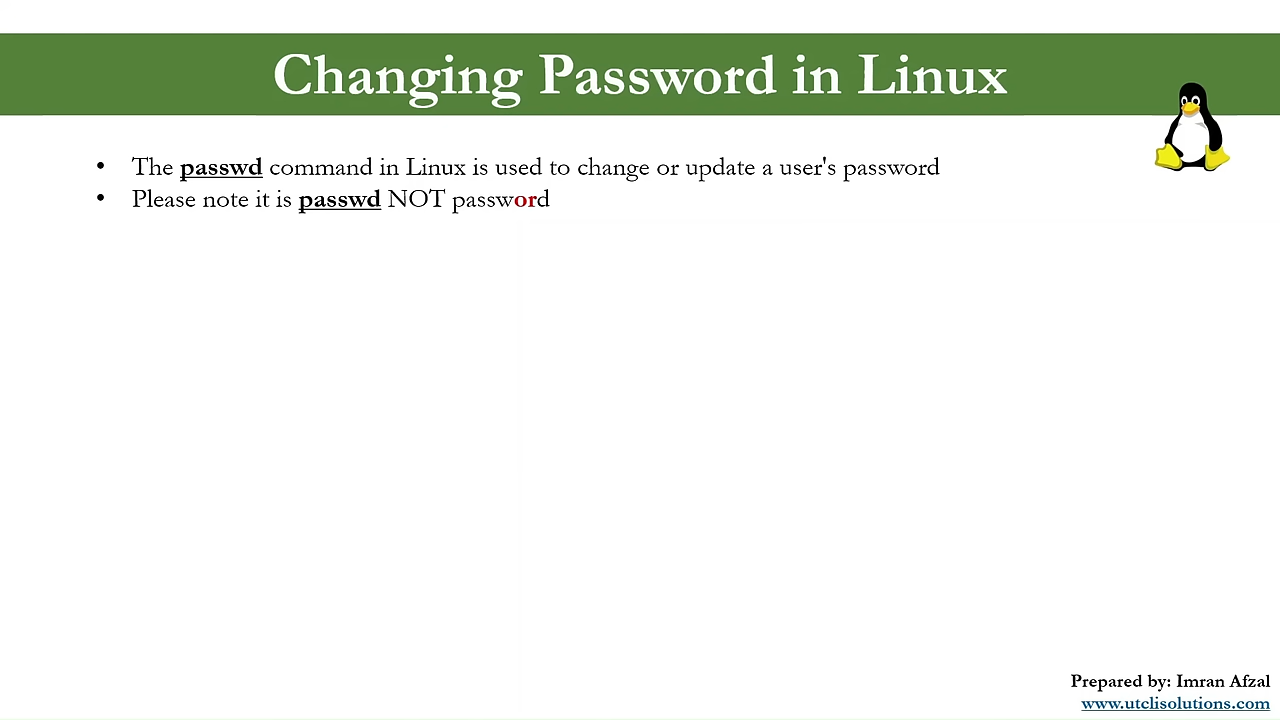 Changing Password in Linux
• The passwd command in Linux is used to change or update a user's password
• Please note it is passwd NOT password
Prepared by: Imran Afzal
www.utclisolutions.com